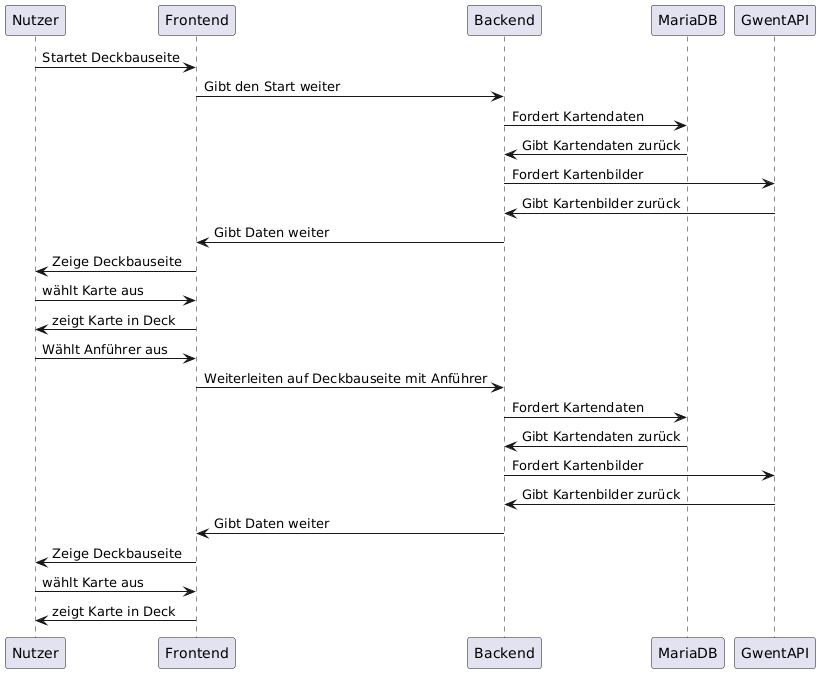 Nutzer Frontend Backend MariaDB GwentAPI
Startet Deckbauseite
Gibt den Start weiter
Fordert Kartendaten
Gibt Kartendaten zurück
Fordert Kartenbilder
Gibt Kartenbilder zurück
Gibt Daten weiter
Zeige Deckbauseite
wählt Karte aus
zeigt Karte in Deck
Wählt Anführer aus
Weiterleiten auf Deckbauseite mit Anführer
Fordert Kartendaten
Gibt Kartendaten zurück
Fordert Kartenbilder
Gibt Kartenbilder zurück
Gibt Daten weiter
Zeige Deckbauseite
wählt Karte aus
zeigt Karte in Deck
Nutzer Frontend Backend MariaDB GwentAPI